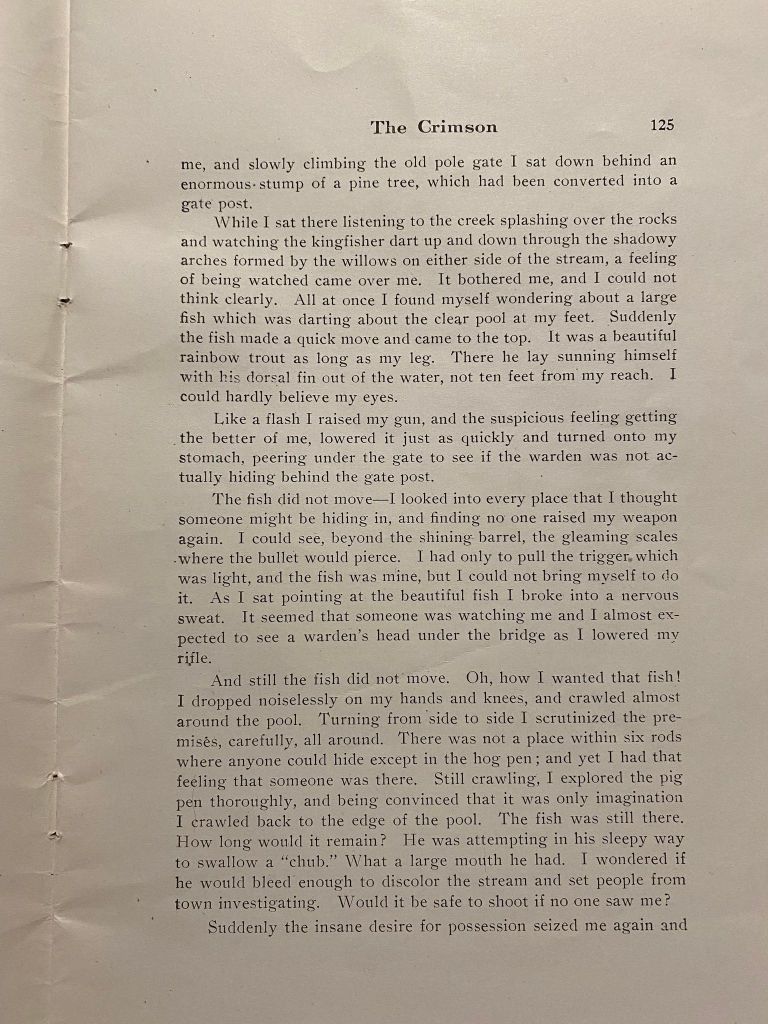 The Crimson 125
me, and slowly climbing the old pole gate I sat down behind an
enormous stump of a pine tree, which had been converted into a
gate post.
While I sat there listening to the creek splashing over the rocks
and watching the kingfisher dart up and down through the shadowy
arches formed by the willows on either side of the stream, a feeling
of being watched came over me. It bothered me, and I could not
think clearly. All at once I found myself wondering about a large
fish which was darting about the clear pool at my feet. Suddenly
the fish made a quick move and came to the top. It was a beautiful
rainbow trout as long as my leg. There he lay sunning himself
with his dorsal fin out of the water, not ten feet from my reach. I
could hardly believe my eyes.
Like a flash I raised my gun, and the suspicious feeling getting
the better of me, lowered it just as quickly and turned onto my
stomach, peering under the gate to see if the warden was not ac-
tually hiding behind the gate post.
The fish did not move—I looked into every place that I thought
someone might be hiding in, and finding no one raised my weapon
again. I could see, beyond the shining barrel, the gleaming scales
where the bullet would pierce. I had only to pull the trigger, which
was light, and the fish was mine, but I could not bring myself to do
it. As I sat pointing at the beautiful fish I broke into a nervous
sweat. It seemed that someone was watching me and I almost ex-
pected to see a warden's head under the bridge as I lowered my
rifle.
And still the fish did not move. Oh, how I wanted that fish!
I dropped noiselessly on my hands and knees, and crawled almost
around the pool. Turning from side to side I scrutinized the pre-
mises, carefully, all around. There was not a place within six rods
where anyone could hide except in the hog pen; and yet I had that
feeling that someone was there. Still crawling, I explored the pig
pen thoroughly, and being convinced that it was only imagination
I crawled back to the edge of the pool. The fish was still there.
How long would it remain? He was attempting in his sleepy way
to swallow a "chub." What a large mouth he had. I wondered if
he would bleed enough to discolor the stream and set people from
town investigating. Would it be safe to shoot if no one saw me?
Suddenly the insane desire for possession seized me again and